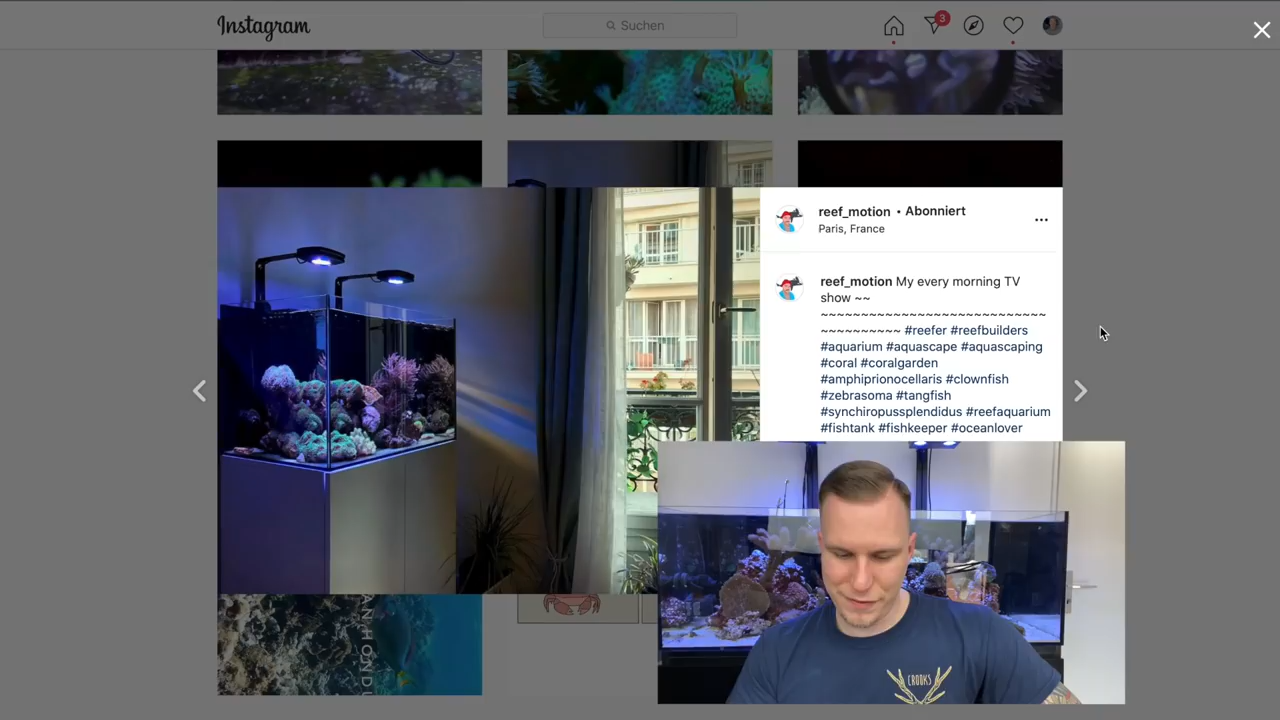 Instagram
Suchen
3
reef_motion • Abonniert
Paris, France
reef_motion My every morning TV
show ~~
~~~~~~~~~~~~~~~~~~~~~~~~~~~~
~~~~~~~~~~ #reefer #reefbuilders
#aquarium #aquascape #aquascaping
#coral #coralgarden
#amphiprionocellaris #clownfish
#zebrasoma #tangfish
#synchiropussplendidus #reefaquarium
#fishtank #fishkeeper #oceanlover
ANHOND
CROOKS